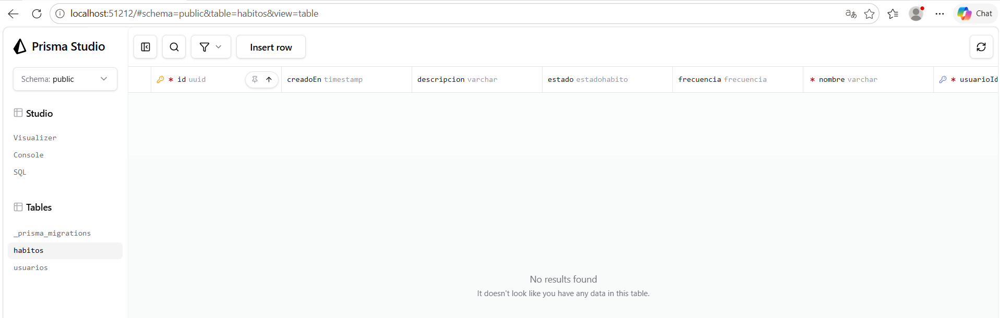 localhost:51212/#schema=public&table=habitos&view=table
Chat
Prisma Studio
Insert row
Schema: public
* id uuid
creadoEn timestamp
descripcion varchar
estado estadohabito
frecuencia frecuencia
* nombre varchar
* usuarioId
Studio
Visualizer
Console
SQL
Tables
_prisma_migrations
habitos
usuarios
No results found
It doesn't look like you have any data in this table.